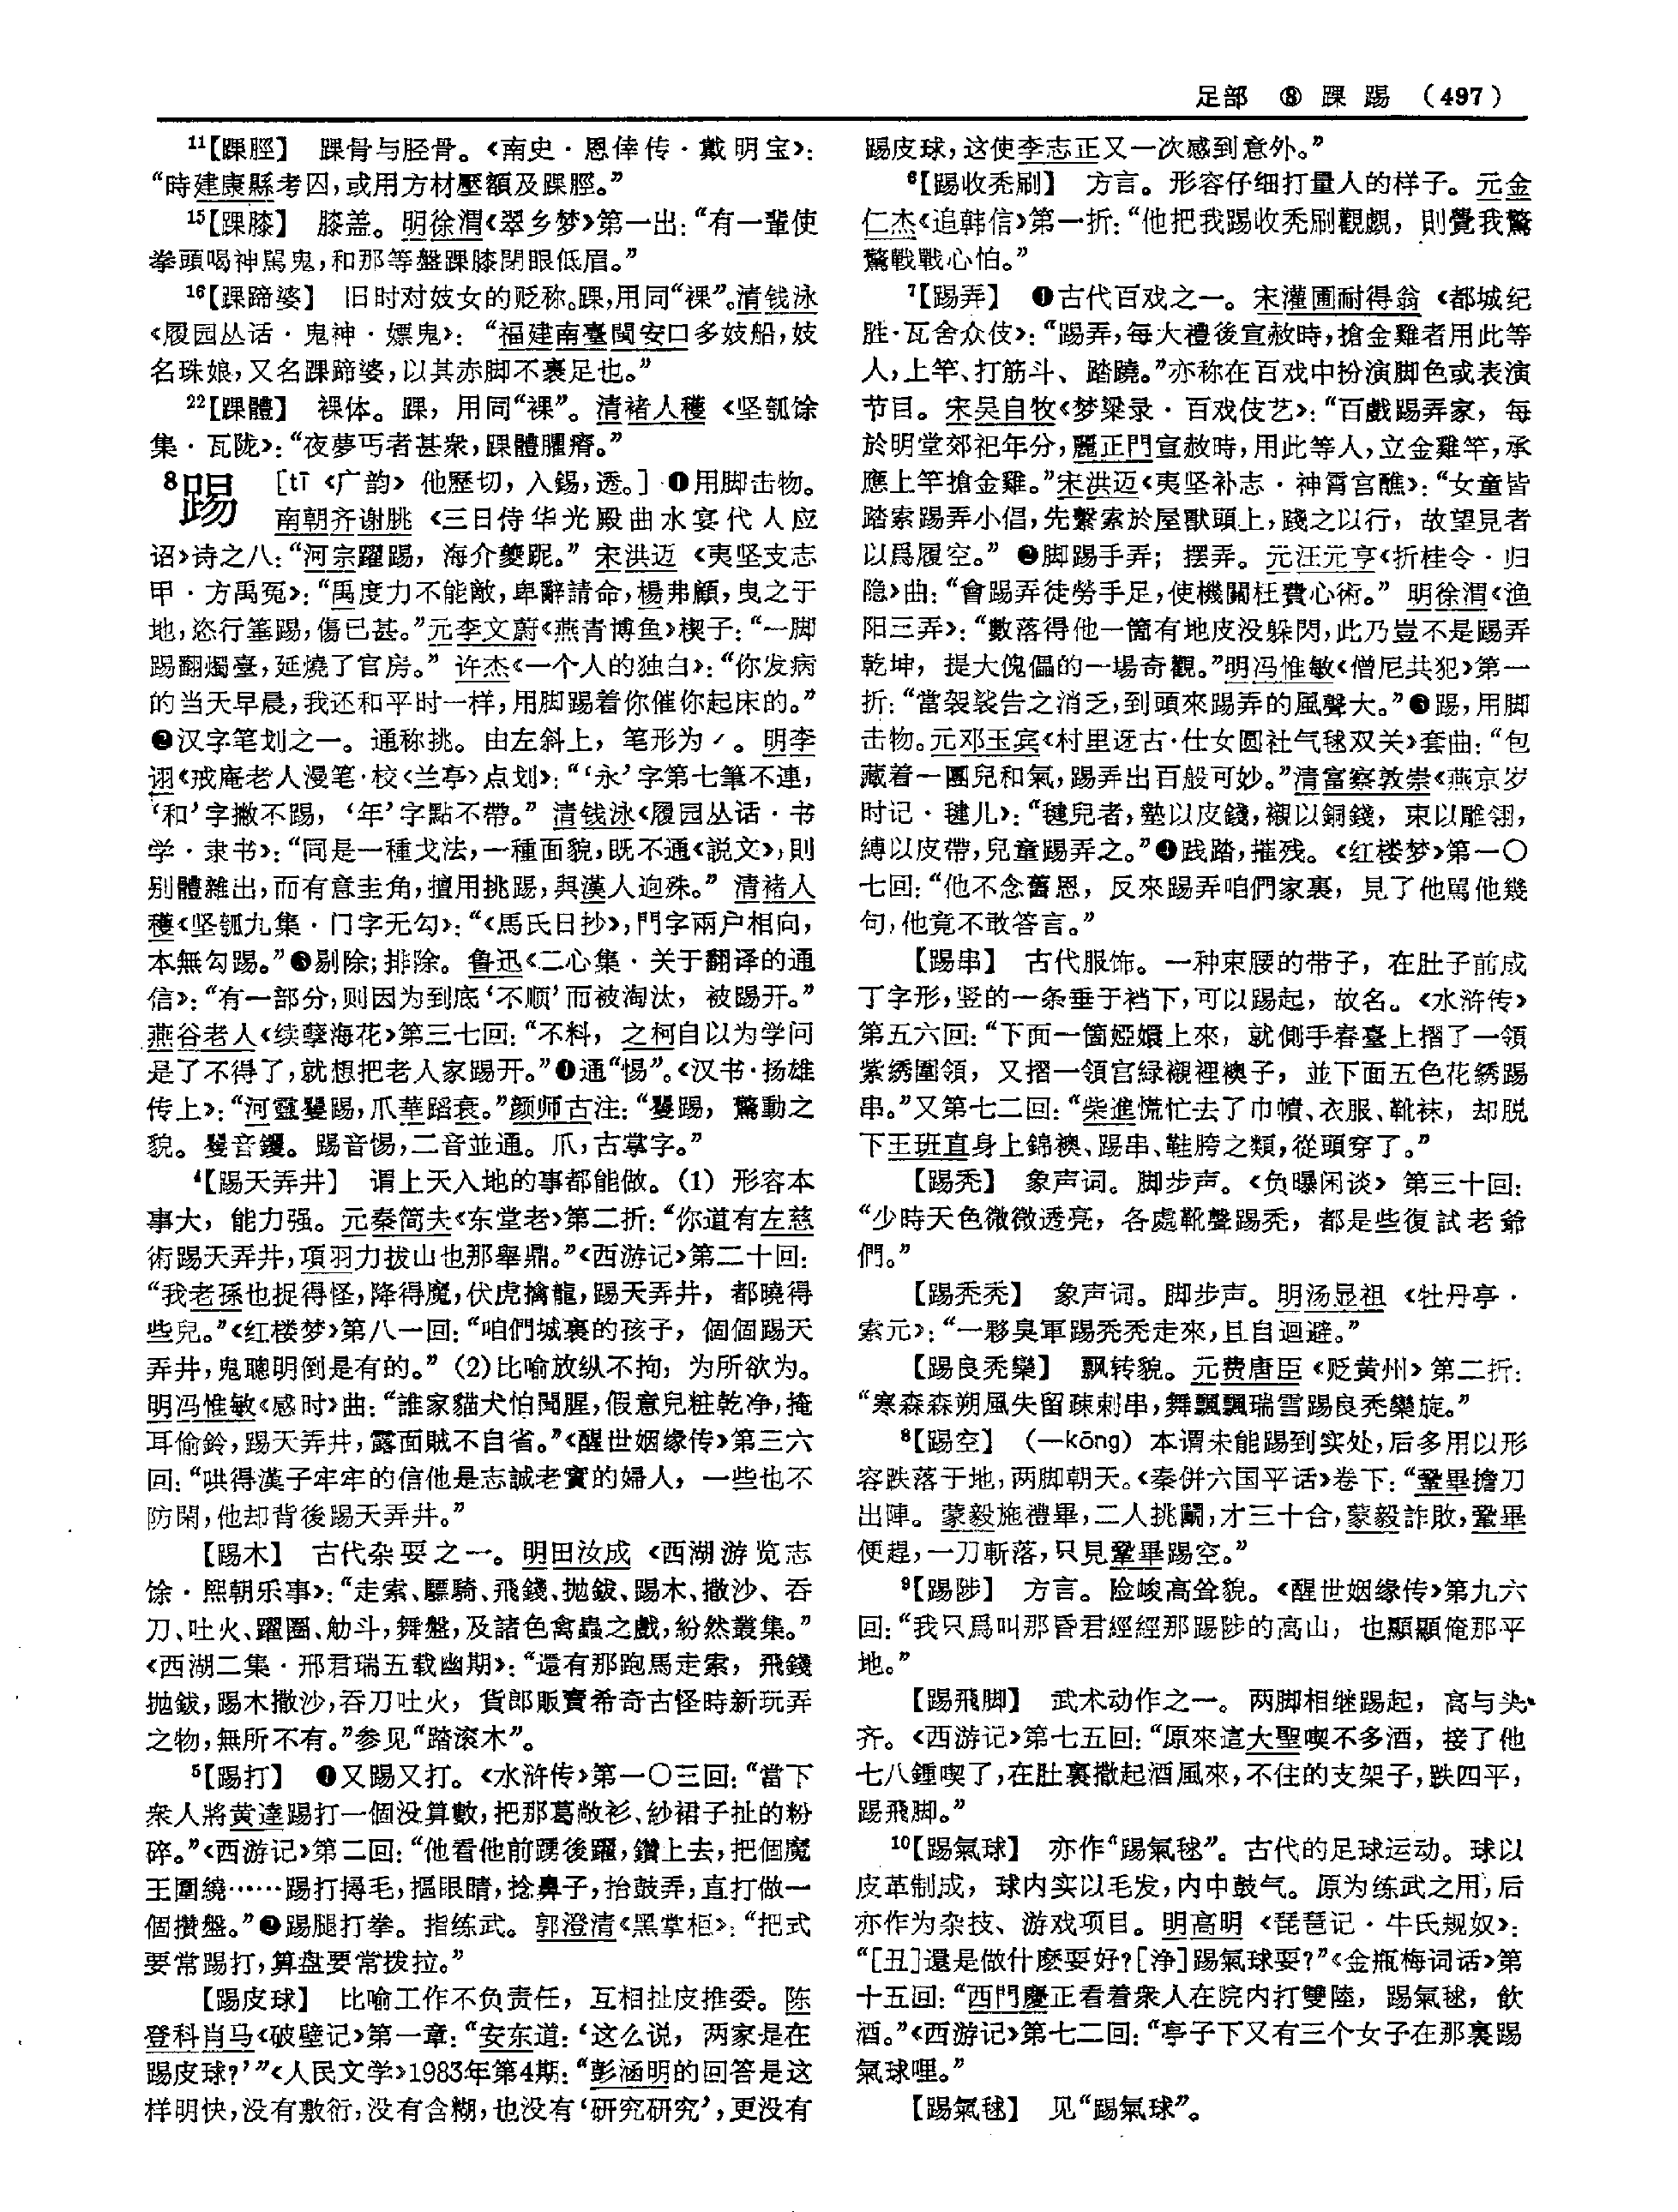 足部 ⑧ 踝 踢 （497）
¹¹【踝脛】 踝骨与胫骨。《南史·恩倖传·戴明宝》：
“時建康縣考囚，或用方材壓額及踝脛。”
¹⁵【踝膝】 膝盖。明徐渭《翠乡梦》第一出：“有一輩使
拳頭喝神駡鬼，和那等盤踝膝閉眼低眉。”
¹⁶【踝蹄婆】 旧时对妓女的贬称。踝，用同“裸”。清钱泳
《履园丛话·鬼神·嫖鬼》：“福建南臺閩安口多妓船，妓
名珠娘，又名踝蹄婆，以其赤脚不裹足也。”
²²【踝體】 裸体。踝，用同“裸”。清褚人穫《坚瓠馀
集·瓦陇》：“夜夢丐者甚衆，踝體臞瘠。”
⁸踢 ［tī《广韵》他歷切，入錫，透。］❶用脚击物。
南朝齐谢朓《三日侍华光殿曲水宴代人应
诏》诗之八：“河宗躍踢，海介夔跜。”宋洪迈《夷坚支志
甲·方禹冤》：“禹度力不能敵，卑辭請命，楊弗顧，曳之于
地，恣行箠踢，傷已甚。”元李文蔚《燕青博鱼》楔子：“一脚
踢翻燭臺，延燒了官房。”许杰《一个人的独白》：“你发病
的当天早晨，我还和平时一样，用脚踢着你催你起床的。”
❷汉字笔划之一。通称挑。由左斜上，笔形为㇀。明李
诩《戒庵老人漫笔·校〈兰亭〉点划》：“‘永’字第七筆不連，
‘和’字撇不踢，‘年’字點不帶。”清钱泳《履园丛话·书
学·隶书》：“同是一種戈法，一種面貌，既不通《説文》，則
别體雜出，而有意圭角，擅用挑踢，與漢人迥殊。”清褚人
穫《坚瓠九集·门字无勾》：“《馬氏日抄》，門字兩户相向，
本無勾踢。”❸剔除；排除。鲁迅《二心集·关于翻译的通
信》：“有一部分，则因为到底‘不顺’而被淘汰，被踢开。”
燕谷老人《续孽海花》第三七回：“不料，之柯自以为学问
是了不得了，就想把老人家踢开。”❹通“惕”。《汉书·扬雄
传上》：“河靈矍踢，爪華蹈衰。”颜师古注：“矍踢，驚動之
貌。矍音钁。踢音惕，二音並通。爪，古掌字。”
⁴【踢天弄井】 谓上天入地的事都能做。（1）形容本
事大，能力强。元秦简夫《东堂老》第二折：“你道有左慈
術踢天弄井，項羽力拔山也那舉鼎。”《西游记》第二十回：
“我老孫也捉得怪，降得魔，伏虎擒龍，踢天弄井，都曉得
些兒。”《红楼梦》第八一回：“咱們城裏的孩子，個個踢天
弄井，鬼聰明倒是有的。”（2）比喻放纵不拘，为所欲为。
明冯惟敏《感时》曲：“誰家貓犬怕聞腥，假意兒粧乾净，掩
耳偷鈴，踢天弄井，露面贼不自省。”《醒世姻缘传》第三六
回：“哄得漢子牢牢的信他是志誠老實的婦人，一些也不
防閑，他却背後踢天弄井。”
【踢木】 古代杂耍之一。明田汝成《西湖游览志
馀·熙朝乐事》：“走索、驃騎、飛錢、抛鈸、踢木、撒沙、吞
刀、吐火、躍圈、觔斗，舞盤，及諸色禽蟲之戲，紛然叢集。”
《西湖二集·邢君瑞五载幽期》：“還有那跑馬走索，飛錢
抛鈸，踢木撒沙，吞刀吐火，貨郎販賣希奇古怪時新玩弄
之物，無所不有。”参见“踏滚木”。
⁵【踢打】 ❶又踢又打。《水浒传》第一〇三回：“當下
衆人將黄達踢打一個没算數，把那葛敞衫、紗裙子扯的粉
碎。”《西游记》第二回：“他看他前踴後躍，鑽上去，把個魔
王圍繞……踢打撏毛，摳眼睛，捻鼻子，抬鼓弄，直打做一
個攢盤。”❷踢腿打拳。指练武。郭澄清《黑掌柜》：“把式
要常踢打，算盘要常拨拉。”
【踢皮球】 比喻工作不负责任，互相扯皮推委。陈
登科肖马《破壁记》第一章：“安东道：‘这么说，两家是在
踢皮球？’”《人民文学》1983年第4期：“彭涵明的回答是这
样明快，没有敷衍，没有含糊，也没有‘研究研究’，更没有
踢皮球，这使李志正又一次感到意外。”
⁶【踢收秃刷】 方言。形容仔细打量人的样子。元金
仁杰《追韩信》第一折：“他把我踢收秃刷觀覷，則覺我驚
驚戰戰心怕。”
⁷【踢弄】 ❶古代百戏之一。宋灌圃耐得翁《都城纪
胜·瓦舍众伎》：“踢弄，每大禮後宣赦時，搶金雞者用此等
人，上竿、打筋斗、踏蹺。”亦称在百戏中扮演脚色或表演
节目。宋吴自牧《梦粱录·百戏伎艺》：“百戲踢弄家，每
於明堂郊祀年分，麗正門宣赦時，用此等人，立金雞竿，承
應上竿搶金雞。”宋洪迈《夷坚补志·神霄宫醮》：“女童皆
踏索踢弄小倡，先繫索於屋獸頭上，踐之以行，故望見者
以爲履空。”❷脚踢手弄；摆弄。元汪元亨《折桂令·归
隐》曲：“會踢弄徒勞手足，使機關枉費心術。”明徐渭《渔
阳三弄》：“數落得他一箇有地皮没躲閃，此乃豈不是踢弄
乾坤，提大傀儡的一場奇觀。”明冯惟敏《僧尼共犯》第一
折：“當袈裟告之消乏，到頭來踢弄的風聲大。”❸踢，用脚
击物。元邓玉宾《村里迓古·仕女圆社气毬双关》套曲：“包
藏着一團兒和氣，踢弄出百般可妙。”清富察敦崇《燕京岁
时记·毽儿》：“毽兒者，墊以皮錢，襯以銅錢，束以雕翎，
縛以皮帶，兒童踢弄之。”❹践踏，摧残。《红楼梦》第一〇
七回：“他不念舊恩，反來踢弄咱們家裏，見了他駡他幾
句，他竟不敢答言。”
【踢串】 古代服饰。一种束腰的带子，在肚子前成
丁字形，竖的一条垂于裆下，可以踢起，故名。《水浒传》
第五六回：“下面一箇婭嬛上來，就側手春臺上摺了一領
紫綉圍領，又摺一領宫緑襯裡襖子，並下面五色花綉踢
串。”又第七二回：“柴進慌忙去了巾幘、衣服、靴袜，却脱
下王班直身上錦襖、踢串、鞋胯之類，從頭穿了。”
【踢秃】 象声词。脚步声。《负曝闲谈》第三十回：
“少時天色微微透亮，各處靴聲踢秃，都是些復試老爺
們。”
【踢秃秃】 象声词。脚步声。明汤显祖《牡丹亭·
索元》：“一夥臭軍踢秃秃走來，且自迴避。”
【踢良秃欒】 飘转貌。元费唐臣《贬黄州》第二折：
“寒森森朔風失留疎刺串，舞飄飄瑞雪踢良秃欒旋。”
⁸【踢空】 （—kōng）本谓未能踢到实处，后多用以形
容跌落于地，两脚朝天。《秦併六国平话》卷下：“鞏畢擔刀
出陣。蒙毅施禮畢，二人挑鬭，才三十合，蒙毅詐敗，鞏畢
便趕，一刀斬落，只見鞏畢踢空。”
⁹【踢陟】 方言。险峻高耸貌。《醒世姻缘传》第九六
回：“我只爲叫那昏君經經那踢陟的高山，也顯顯俺那平
地。”
【踢飛脚】 武术动作之一。两脚相继踢起，高与头
齐。《西游记》第七五回：“原來這大聖喫不多酒，接了他
七八鍾喫了，在肚裏撒起酒風來，不住的支架子，跌四平，
踢飛脚。”
¹⁰【踢氣球】 亦作“踢氣毬”。古代的足球运动。球以
皮革制成，球内实以毛发，内中鼓气。原为练武之用，后
亦作为杂技、游戏项目。明高明《琵琶记·牛氏规奴》：
“［丑］還是做什麽耍好？［净］踢氣球耍？”《金瓶梅词话》第
十五回：“西門慶正看着衆人在院内打雙陸，踢氣毬，飲
酒。”《西游记》第七二回：“亭子下又有三个女子在那裏踢
氣球哩。”
【踢氣毬】 见“踢氣球”。